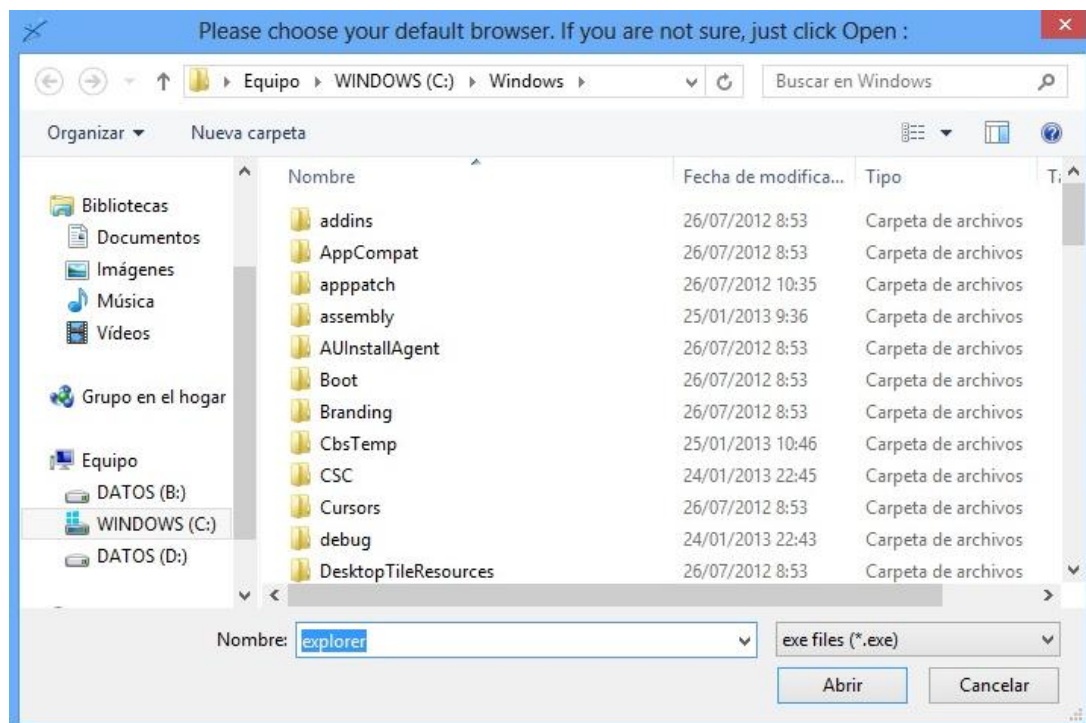 Please choose your default browser. If you are not sure, just click Open :
Equipo WINDOWS (C:) Windows
Buscar en Windows
Organizar Nueva carpeta
Bibliotecas
Documentos
Imágenes
Música
Vídeos
Grupo en el hogar
Equipo
DATOS (B:)
WINDOWS (C:)
DATOS (D:)
Nombre Fecha de modifica... Tipo
addins 26/07/2012 8:53 Carpeta de archivos
AppCompat 26/07/2012 8:53 Carpeta de archivos
apppatch 26/07/2012 10:35 Carpeta de archivos
assembly 25/01/2013 9:36 Carpeta de archivos
AUInstallAgent 26/07/2012 8:53 Carpeta de archivos
Boot 26/07/2012 8:53 Carpeta de archivos
Branding 26/07/2012 8:53 Carpeta de archivos
CbsTemp 25/01/2013 10:46 Carpeta de archivos
CSC 24/01/2013 22:45 Carpeta de archivos
Cursors 26/07/2012 8:53 Carpeta de archivos
debug 24/01/2013 22:43 Carpeta de archivos
DesktopTileResources 26/07/2012 8:53 Carpeta de archivos
Nombre: explorer exe files (*.exe)
Abrir Cancelar